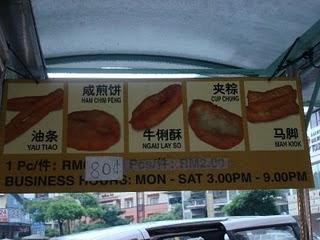 咸煎饼
HAM CHIM PENG
夹粽
CUP CHUNG
油条
YAU TIAO
牛俐酥
NGAU LAY SO
马脚
MAH KIOK
1 Pc/件: RM0 80¢ Pcs/件: RM2.00
BUSINESS HOURS: MON - SAT 3.00PM - 9.00PM